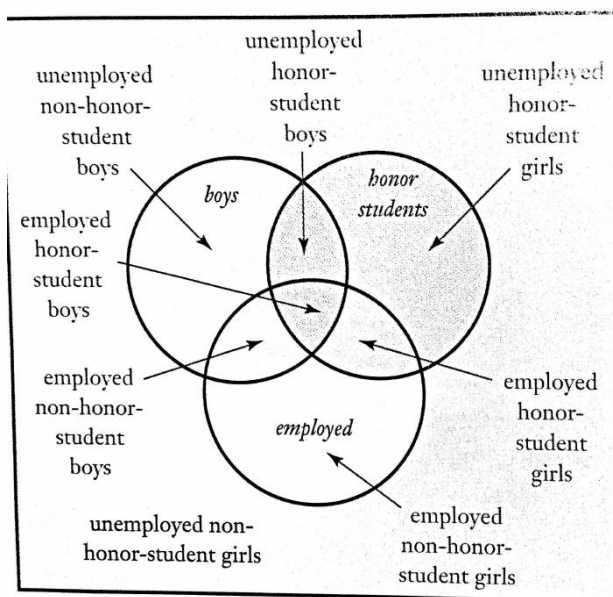 unemployed
non-honor-
student
boys
unemployed
honor-
student
boys
unemployed
honor-
student
girls
boys
honor
students
employed
honor-
student
boys
employed
non-honor-
student
boys
employed
employed
honor-
student
girls
unemployed non-
honor-student girls
employed
non-honor-
student girls